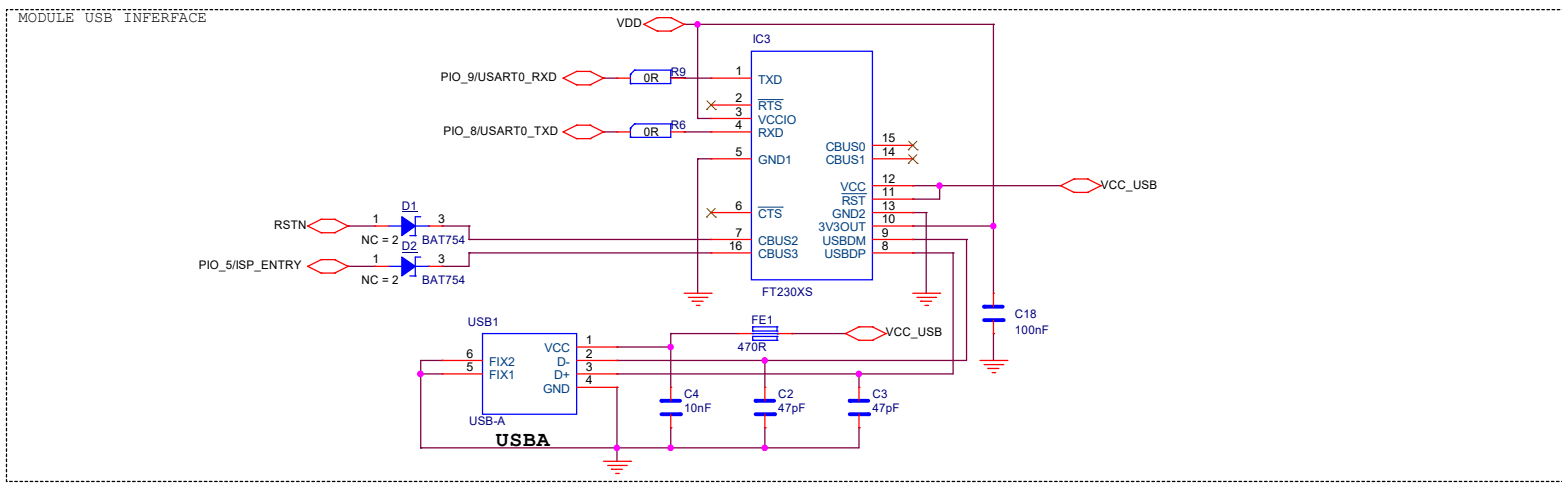 MODULE USB INFERFACE
VDD
IC3
PIO_9/USART0_RXD
0R
R9
1
TXD
2
RTS
3
VCCIO
PIO_8/USART0_TXD
0R
R6
4
RXD
15
CBUS0
14
CBUS1
5
GND1
12
VCC
VCC_USB
11
RST
RSTN
1
D1
3
NC = 2
BAT754
6
CTS
13
GND2
10
3V3OUT
7
CBUS2
9
USBDM
16
CBUS3
8
USBDP
PIO_5/ISP_ENTRY
1
D2
3
NC = 2
BAT754
FT230XS
C18
100nF
USB1
FE1
470R
VCC_USB
VCC
1
6
FIX2
D-
2
5
FIX1
D+
3
GND
4
C4
10nF
C2
47pF
C3
47pF
USB-A
USBA